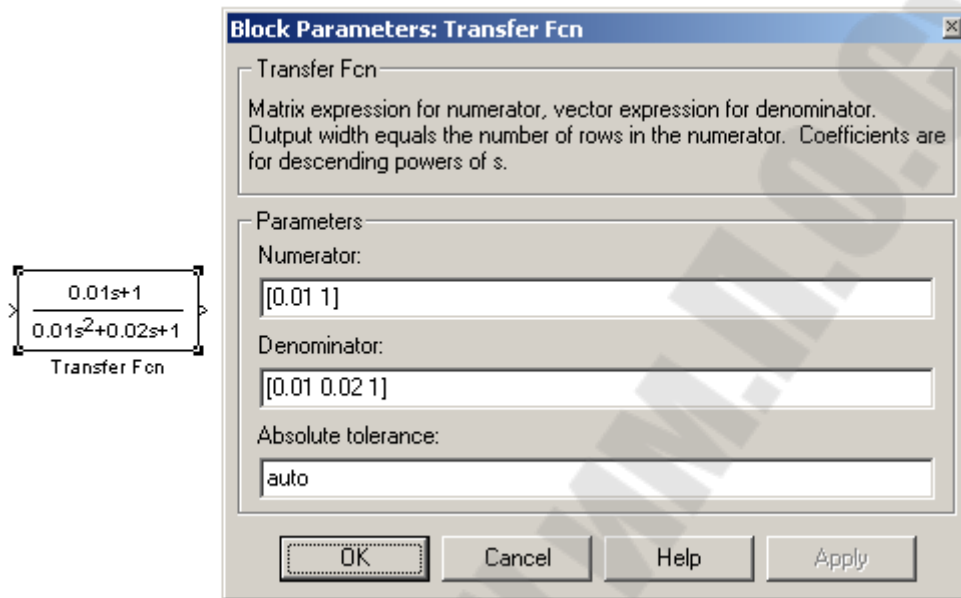 Block Parameters: Transfer Fcn
Transfer Fcn
Matrix expression for numerator, vector expression for denominator.
Output width equals the number of rows in the numerator. Coefficients are
for descending powers of s.
Parameters
Numerator:
[0.01 1]
Denominator:
[0.01 0.02 1]
Absolute tolerance:
auto
OK Cancel Help Apply
0.01s+1
0.01s²+0.02s+1
Transfer Fcn